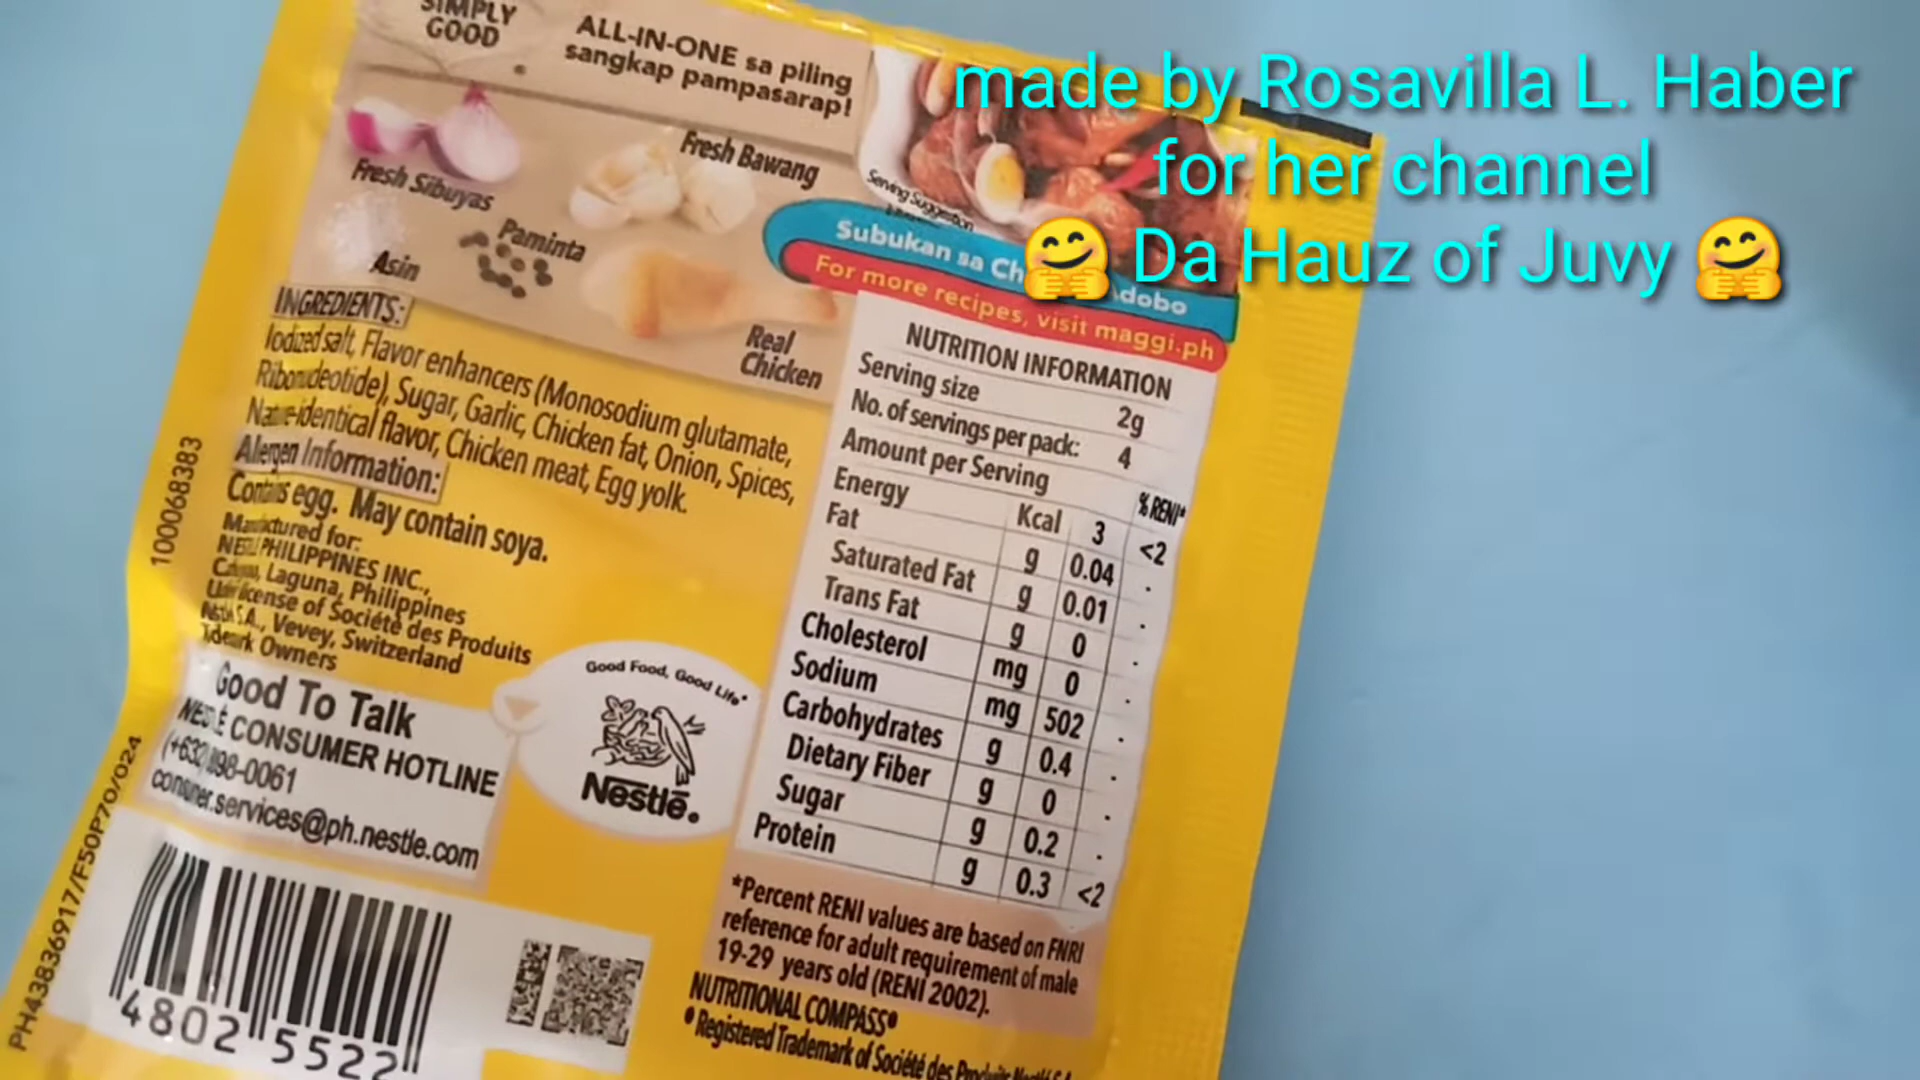 made by Rosavilla L. Haber
for her channel
🤗 Da Hauz of Juvy 🤗
SIMPLY
GOOD
ALL-IN-ONE sa piling
sangkap pampasarap!
Fresh Sibuyas
Fresh Bawang
Paminta
Asin
Real
Chicken
Serving Suggestion
Subukan sa Ch dobo
For more recipes, visit maggi.ph
INGREDIENTS:
Iodized salt, Flavor enhancers (Monosodium glutamate,
Sugar, Garlic, Chicken fat, Onion, Spices,
flavor, Chicken meat, Egg yolk.
Information:
egg. May contain soya.
for:
PHILIPPINES INC.,
Laguna, Philippines
license of Société des Produits
S.A., Vevey, Switzerland
Owners
Good To Talk
CONSUMER HOTLINE
98-0061
services@ph.nestle.com
Good Food, Good Life
Nestlé.
100068383
PH43836917/F50P70/024
4802 5522
NUTRITION INFORMATION
Serving size 2g
No. of servings per pack: 4
Amount per Serving % RENI*
Energy Kcal 3 <2
Fat g 0.04 .
Saturated Fat g 0.01 .
Trans Fat g 0 .
Cholesterol mg 0 .
Sodium mg 502 .
Carbohydrates g 0.4 .
Dietary Fiber g 0 .
Sugar g 0.2 .
Protein g 0.3 <2
*Percent RENI values are based on FNRI
reference for adult requirement of male
19-29 years old (RENI 2002).
NUTRITIONAL COMPASS®
® Registered Trademark of Société des Produits